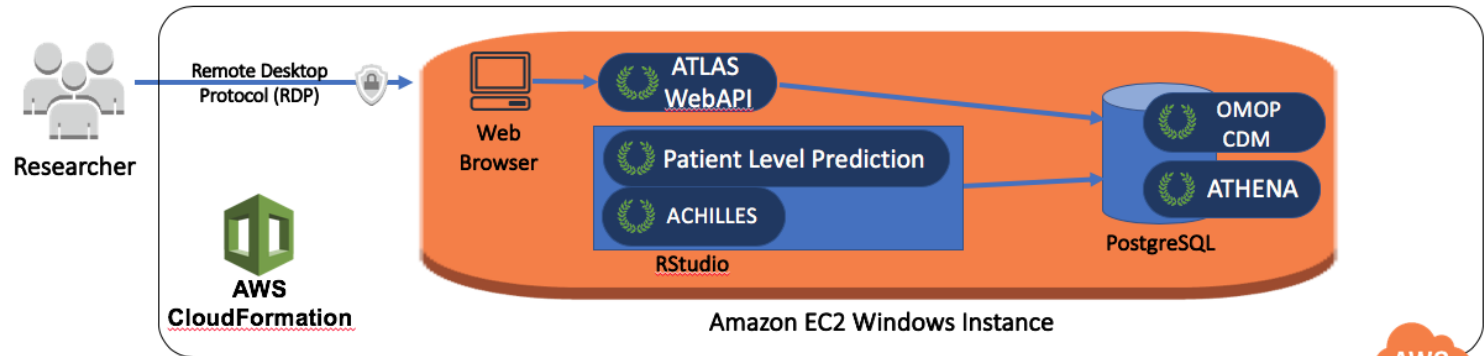 Remote Desktop
Protocol (RDP)
Researcher
AWS
CloudFormation
Web
Browser
ATLAS
WebAPI
Patient Level Prediction
ACHILLES
RStudio
OMOP
CDM
ATHENA
PostgreSQL
Amazon EC2 Windows Instance
AWS